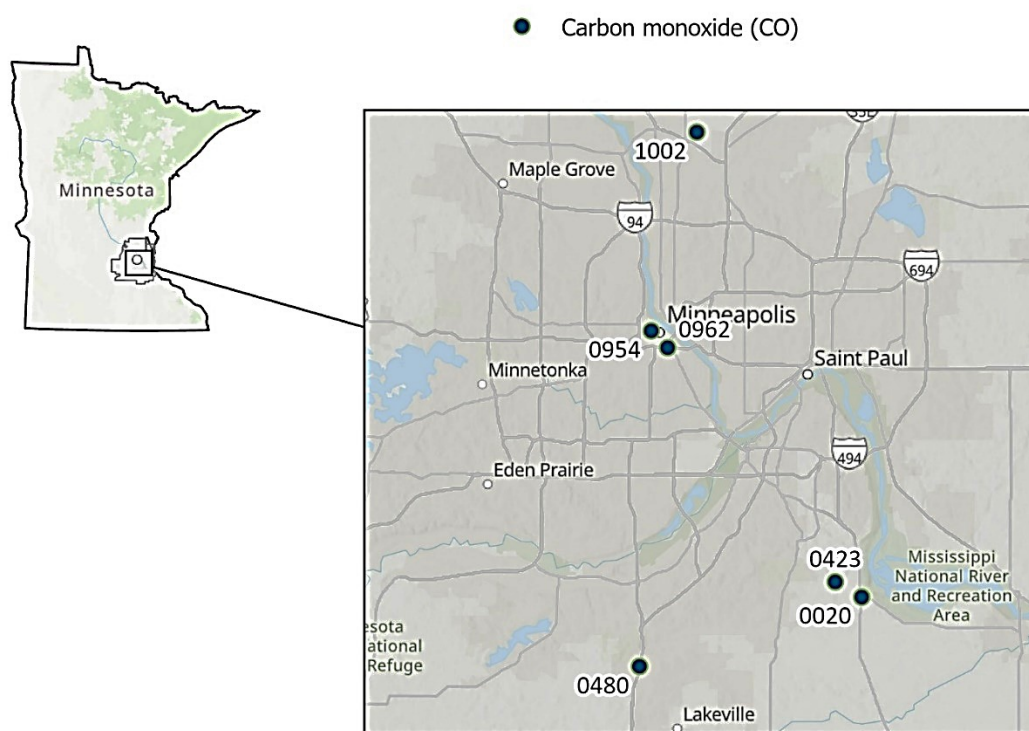 Carbon monoxide (CO)
Minnesota
1002
Maple Grove
94
694
Minneapolis
0962
0954
Saint Paul
Minnetonka
494
Eden Prairie
0423
Mississippi
National River
and Recreation
Area
0020
esota
ational
Refuge
0480
Lakeville